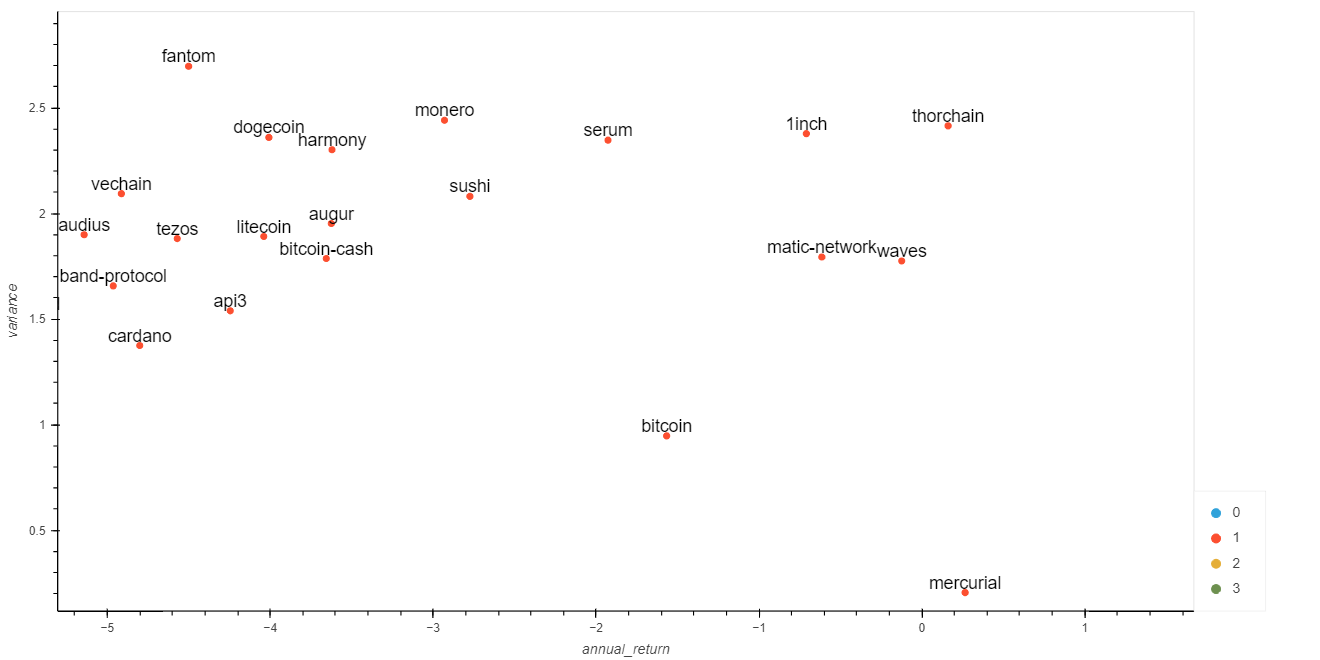 fantom
monero
2.5
thorchain
1inch
dogecoin
serum
harmony
vechain
sushi
2
augur
audius
litecoin
tezos
bitcoin-cash
matic-network
waves
band-protocol
api3
variance
1.5
cardano
1
bitcoin
0
0.5
1
2
mercurial
3
−5
−4
−3
−2
−1
0
1
annual_return